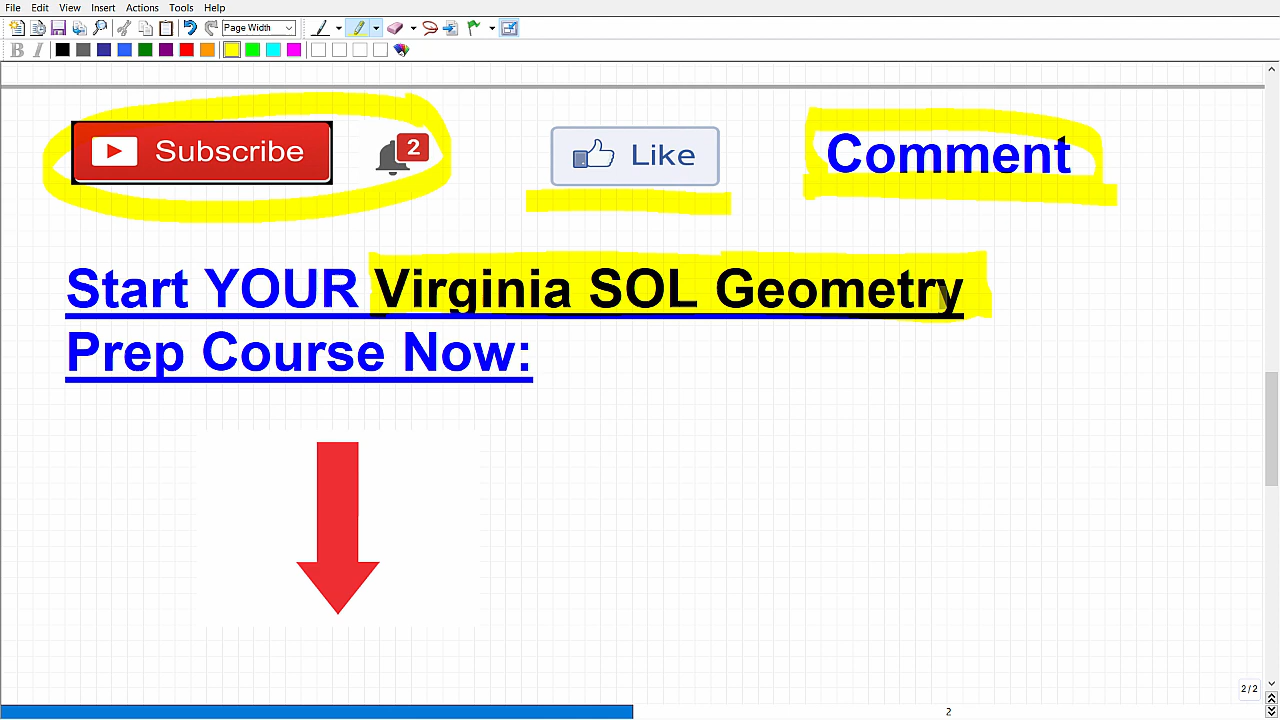 File Edit View Insert Actions Tools Help
Page Width
B I
Subscribe 2 Like Comment
Start YOUR Virginia SOL Geometry
Prep Course Now:
2/2
2